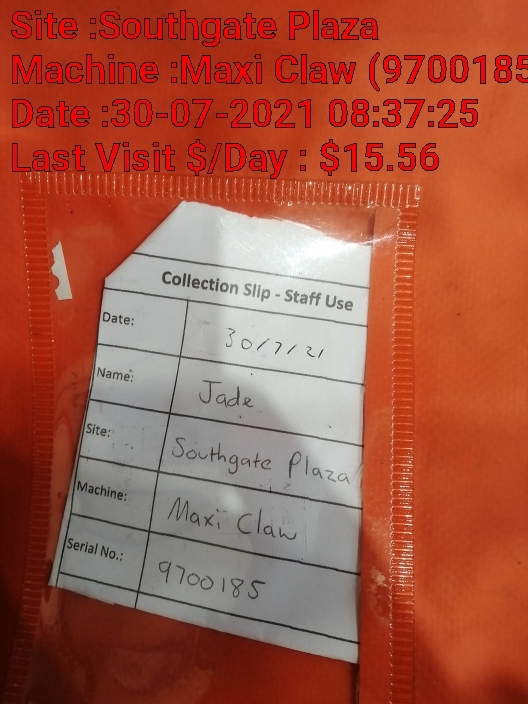 Site :Southgate Plaza
Machine :Maxi Claw (9700185
Date :30-07-2021 08:37:25
Last Visit $/Day : $15.56
Collection Slip - Staff Use
Date: 30/7/21
Name: Jade
Site: Southgate Plaza
Machine: Maxi Claw
Serial No.: 9700185